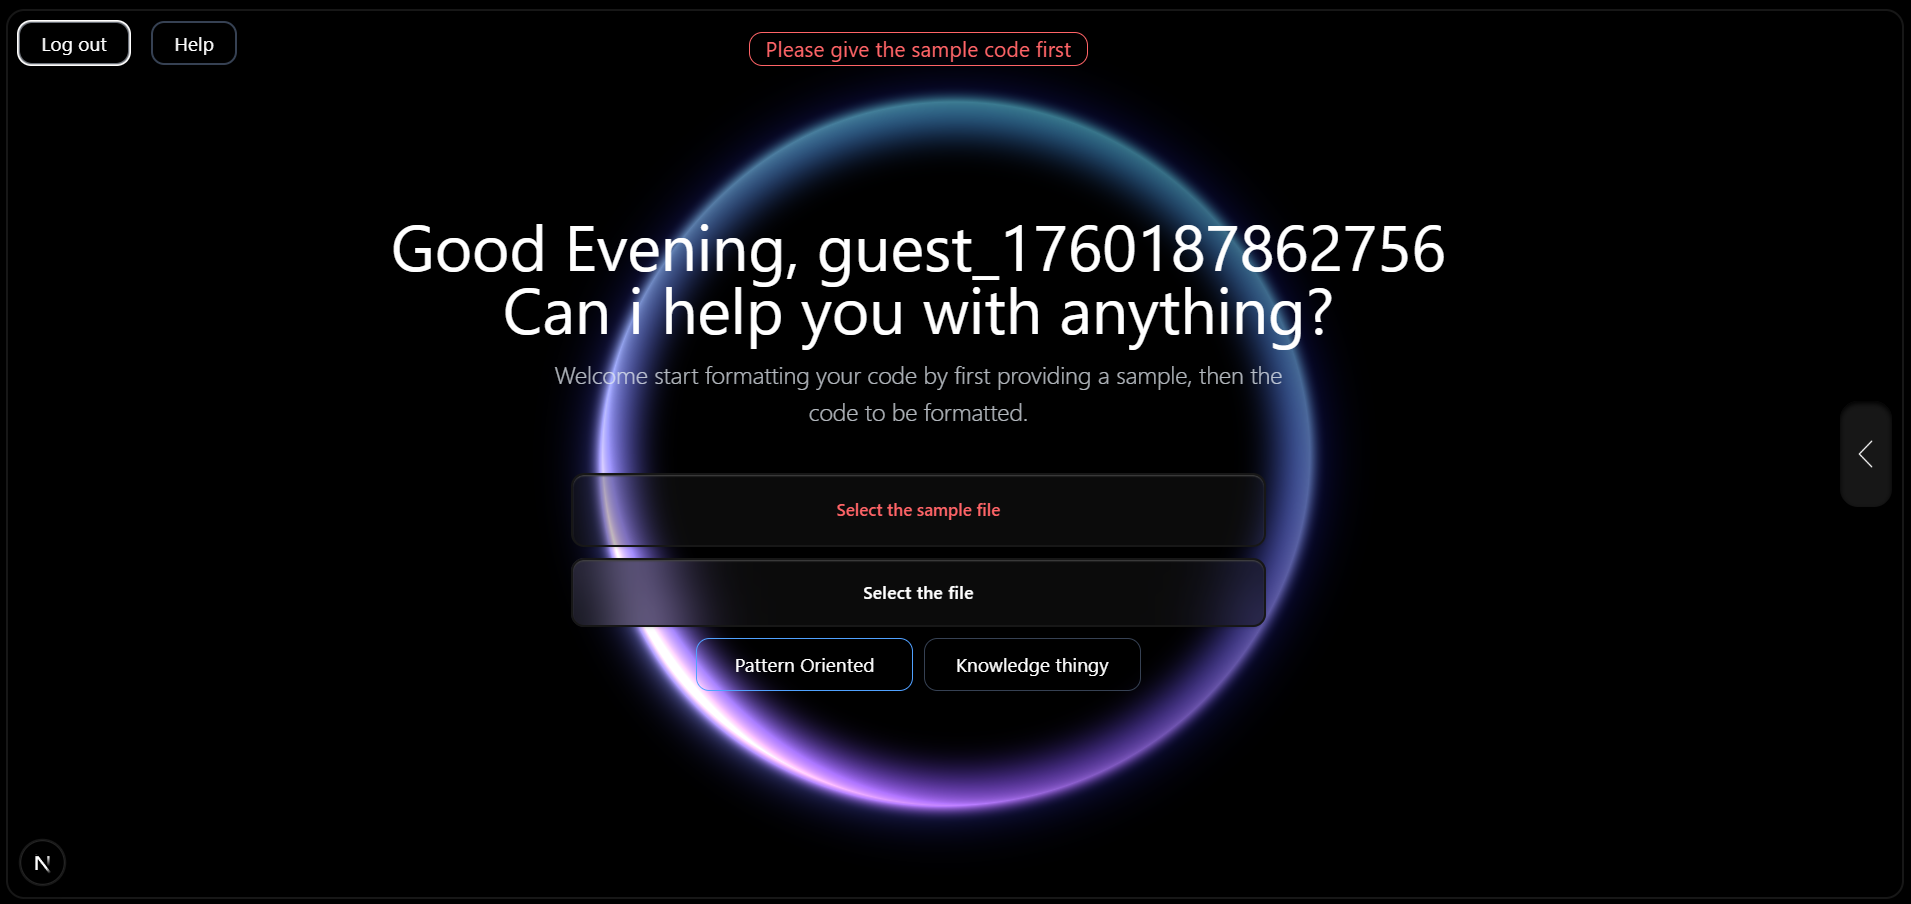 Log out
Help
Please give the sample code first
Good Evening, guest_1760187862756
Can i help you with anything?
Welcome start formatting your code by first providing a sample, then the
code to be formatted.
Select the sample file
Select the file
Pattern Oriented
Knowledge thingy
N